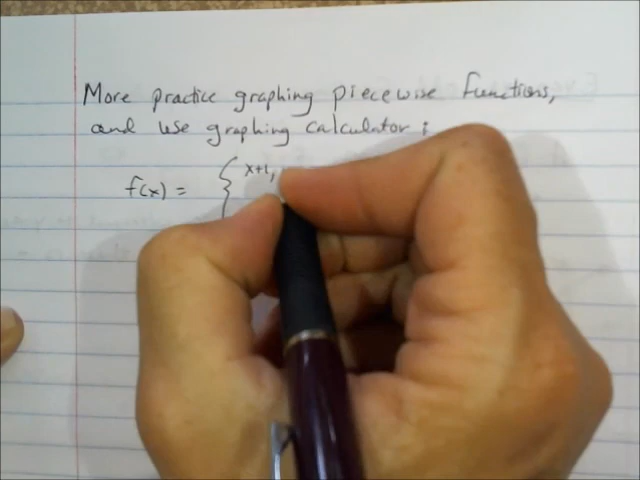 More practice graphing piecewise functions,
and use graphing calculator:
f(x) = { x+1,